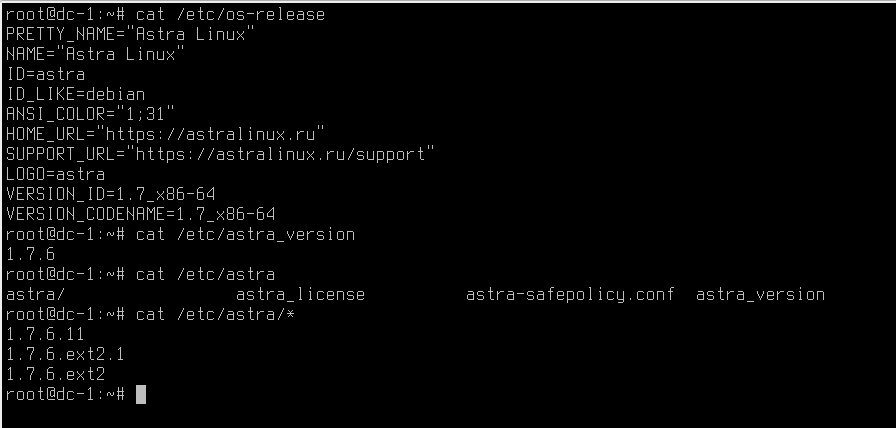 root@dc-1:~# cat /etc/os-release
PRETTY_NAME="Astra Linux"
NAME="Astra Linux"
ID=astra
ID_LIKE=debian
ANSI_COLOR="1;31"
HOME_URL="https://astralinux.ru"
SUPPORT_URL="https://astralinux.ru/support"
LOGO=astra
VERSION_ID=1.7_x86-64
VERSION_CODENAME=1.7_x86-64
root@dc-1:~# cat /etc/astra_version
1.7.6
root@dc-1:~# cat /etc/astra
astra/                 astra_license          astra-safepolicy.conf  astra_version
root@dc-1:~# cat /etc/astra/*
1.7.6.11
1.7.6.ext2.1
1.7.6.ext2
root@dc-1:~#